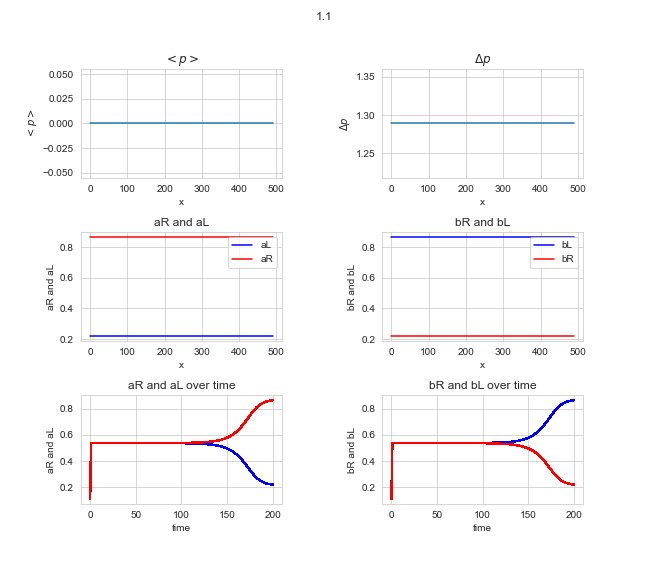 1.1
< p >
Δp
0.050
0.025
0.000
−0.025
−0.050
< p >
0 100 200 300 400 500
x
1.35
1.30
1.25
Δp
0 100 200 300 400 500
x
aR and aL
bR and bL
0.8
0.6
0.4
0.2
aR and aL
aL
aR
0 100 200 300 400 500
x
0.8
0.6
0.4
0.2
bR and bL
bL
bR
0 100 200 300 400 500
x
aR and aL over time
bR and bL over time
0.8
0.6
0.4
0.2
aR and aL
0 50 100 150 200
time
0.8
0.6
0.4
0.2
bR and bL
0 50 100 150 200
time